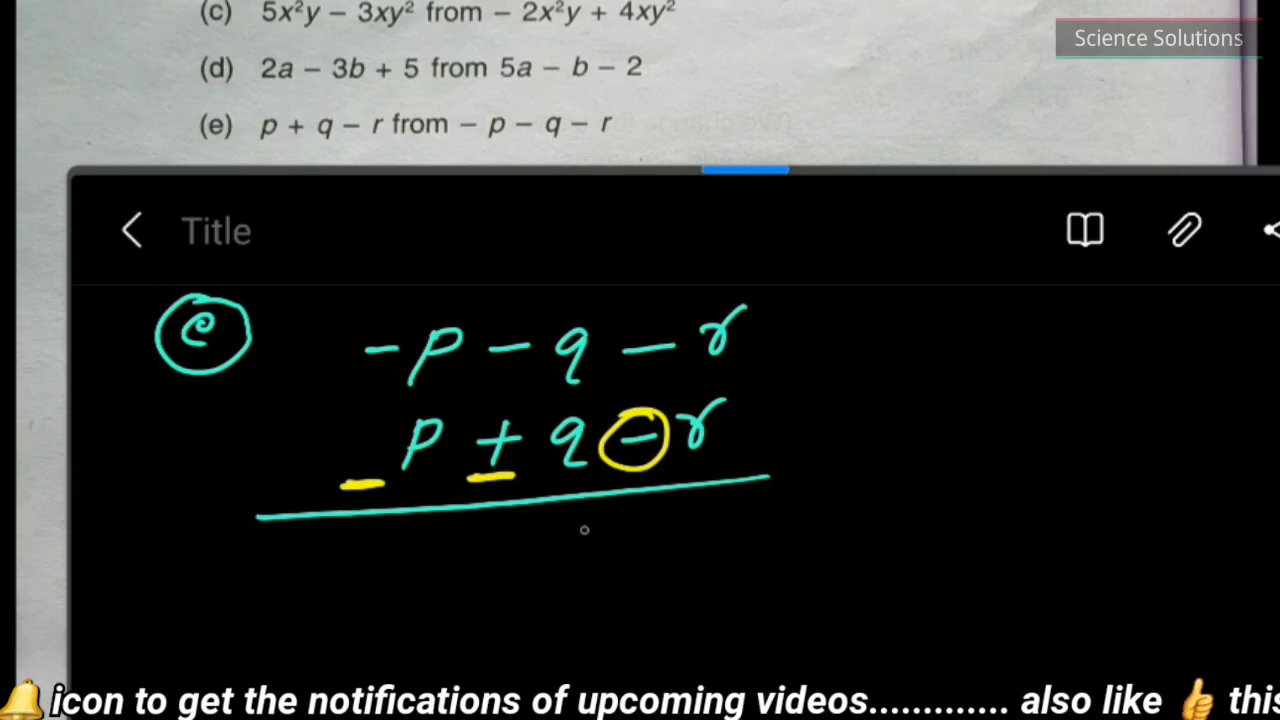 (c) 5x²y − 3xy² from − 2x²y + 4xy²
Science Solutions
(d) 2a − 3b + 5 from 5a − b − 2
(e) p + q − r from − p − q − r
Title
e -p - q - r
p + q - r
_ _
🔔 icon to get the notifications of upcoming videos............. also like 👍 this